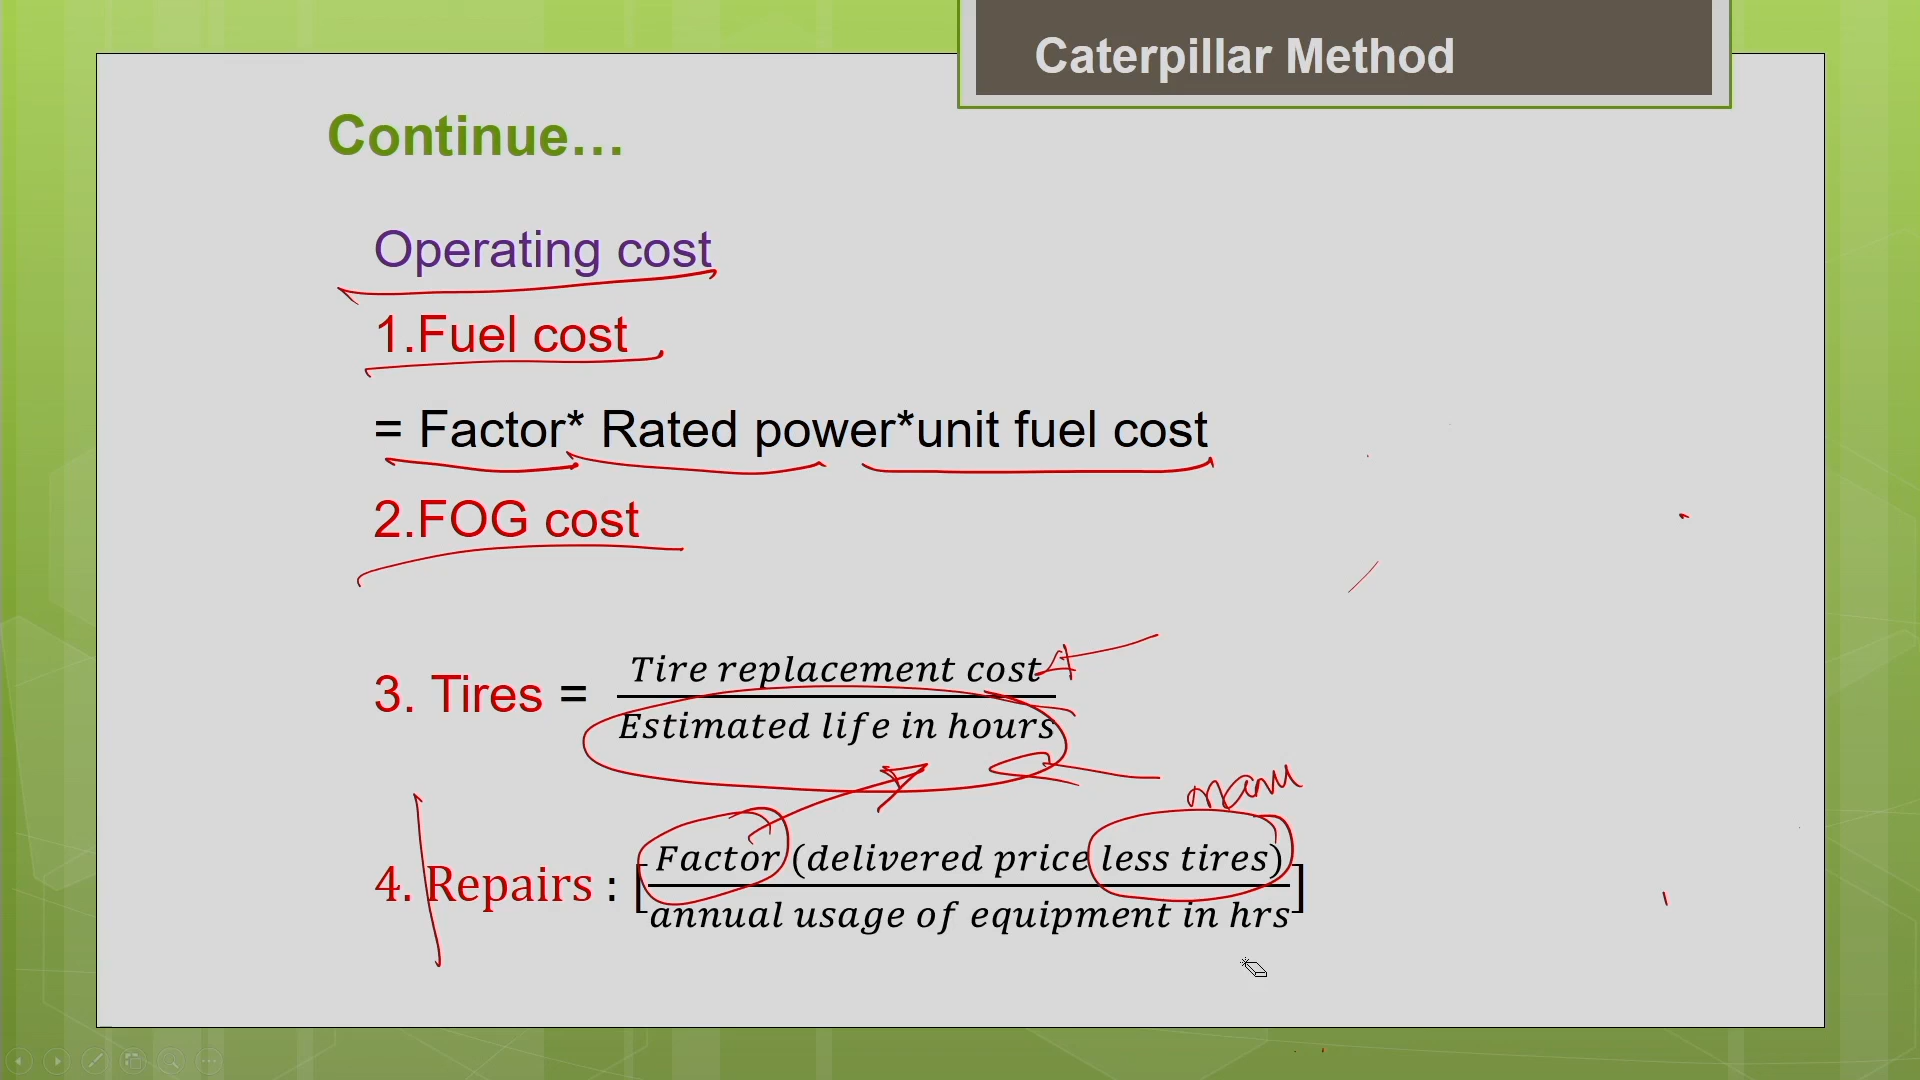 Caterpillar Method
Continue…
Operating cost
1.Fuel cost
= Factor* Rated power*unit fuel cost
2.FOG cost
3. Tires = Tire replacement cost
Estimated life in hours
4. Repairs : [Factor (delivered price less tires)
annual usage of equipment in hrs]